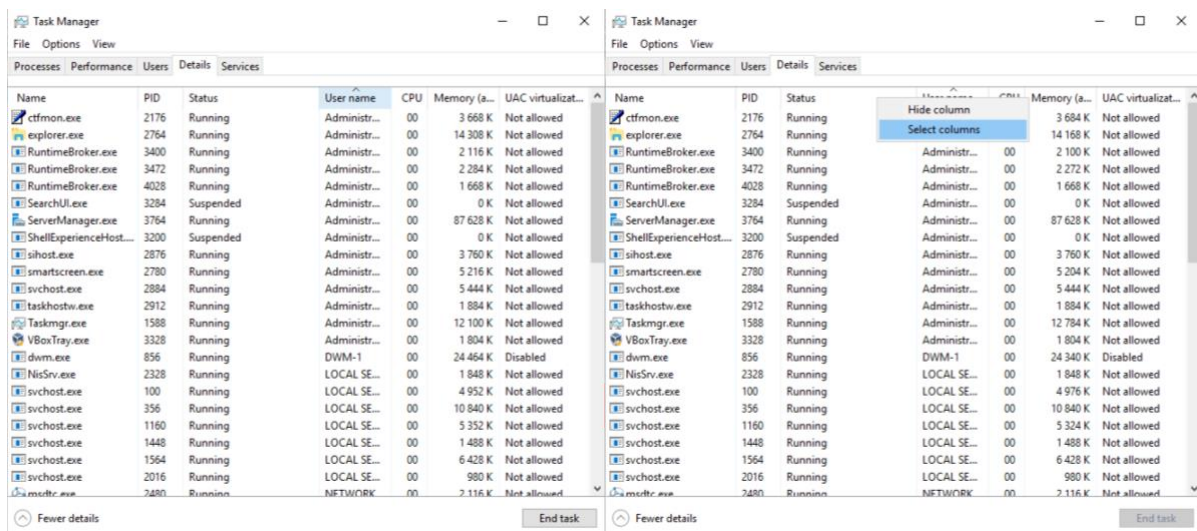 Task Manager
File Options View
Processes Performance Users Details Services
Name PID Status User name CPU Memory (a... UAC virtualizat...
ctfmon.exe 2176 Running Administr... 00 3 668 K Not allowed
explorer.exe 2764 Running Administr... 00 14 308 K Not allowed
RuntimeBroker.exe 3400 Running Administr... 00 2 116 K Not allowed
RuntimeBroker.exe 3472 Running Administr... 00 2 284 K Not allowed
RuntimeBroker.exe 4028 Running Administr... 00 1 668 K Not allowed
SearchUI.exe 3284 Suspended Administr... 00 0 K Not allowed
ServerManager.exe 3764 Running Administr... 00 87 628 K Not allowed
ShellExperienceHost.... 3200 Suspended Administr... 00 0 K Not allowed
sihost.exe 2876 Running Administr... 00 3 760 K Not allowed
smartscreen.exe 2780 Running Administr... 00 5 216 K Not allowed
svchost.exe 2884 Running Administr... 00 5 444 K Not allowed
taskhostw.exe 2912 Running Administr... 00 1 884 K Not allowed
Taskmgr.exe 1588 Running Administr... 00 12 100 K Not allowed
VBoxTray.exe 3328 Running Administr... 00 1 804 K Not allowed
dwm.exe 856 Running DWM-1 00 24 464 K Disabled
NisSrv.exe 2328 Running LOCAL SE... 00 1 848 K Not allowed
svchost.exe 100 Running LOCAL SE... 00 4 952 K Not allowed
svchost.exe 356 Running LOCAL SE... 00 10 840 K Not allowed
svchost.exe 1160 Running LOCAL SE... 00 5 352 K Not allowed
svchost.exe 1448 Running LOCAL SE... 00 1 488 K Not allowed
svchost.exe 1564 Running LOCAL SE... 00 6 428 K Not allowed
svchost.exe 2016 Running LOCAL SE... 00 980 K Not allowed
msdtc.exe 2480 Running NETWORK 00 2 116 K Not allowed
Fewer details End task
Task Manager
File Options View
Processes Performance Users Details Services
Name PID Status Memory (a... UAC virtualizat...
Hide column
Select columns
ctfmon.exe 2176 Running 3 684 K Not allowed
explorer.exe 2764 Running 14 168 K Not allowed
RuntimeBroker.exe 3400 Running Administr... 00 2 100 K Not allowed
RuntimeBroker.exe 3472 Running Administr... 00 2 272 K Not allowed
RuntimeBroker.exe 4028 Running Administr... 00 1 668 K Not allowed
SearchUI.exe 3284 Suspended Administr... 00 0 K Not allowed
ServerManager.exe 3764 Running Administr... 00 87 628 K Not allowed
ShellExperienceHost.... 3200 Suspended Administr... 00 0 K Not allowed
sihost.exe 2876 Running Administr... 00 3 760 K Not allowed
smartscreen.exe 2780 Running Administr... 00 5 204 K Not allowed
svchost.exe 2884 Running Administr... 00 5 444 K Not allowed
taskhostw.exe 2912 Running Administr... 00 1 884 K Not allowed
Taskmgr.exe 1588 Running Administr... 00 12 784 K Not allowed
VBoxTray.exe 3328 Running Administr... 00 1 804 K Not allowed
dwm.exe 856 Running DWM-1 00 24 340 K Disabled
NisSrv.exe 2328 Running LOCAL SE... 00 1 848 K Not allowed
svchost.exe 100 Running LOCAL SE... 00 4 976 K Not allowed
svchost.exe 356 Running LOCAL SE... 00 10 840 K Not allowed
svchost.exe 1160 Running LOCAL SE... 00 5 324 K Not allowed
svchost.exe 1448 Running LOCAL SE... 00 1 488 K Not allowed
svchost.exe 1564 Running LOCAL SE... 00 6 428 K Not allowed
svchost.exe 2016 Running LOCAL SE... 00 980 K Not allowed
msdtc.exe 2480 Running NETWORK 00 2 116 K Not allowed
Fewer details End task